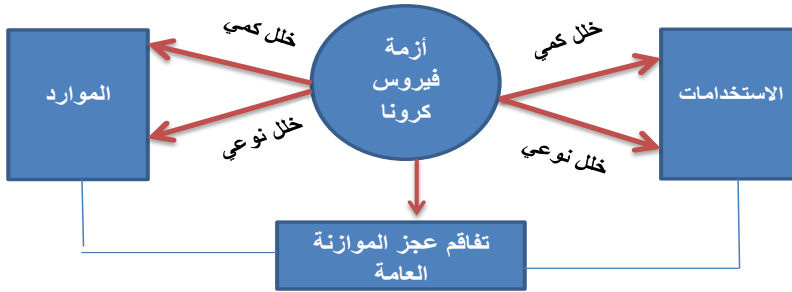 أزمة
فيروس
كرونا
خلل كمي
خلل كمي
الاستخدامات
الموارد
خلل نوعي
خلل نوعي
تفاقم عجز الموازنة
العامة